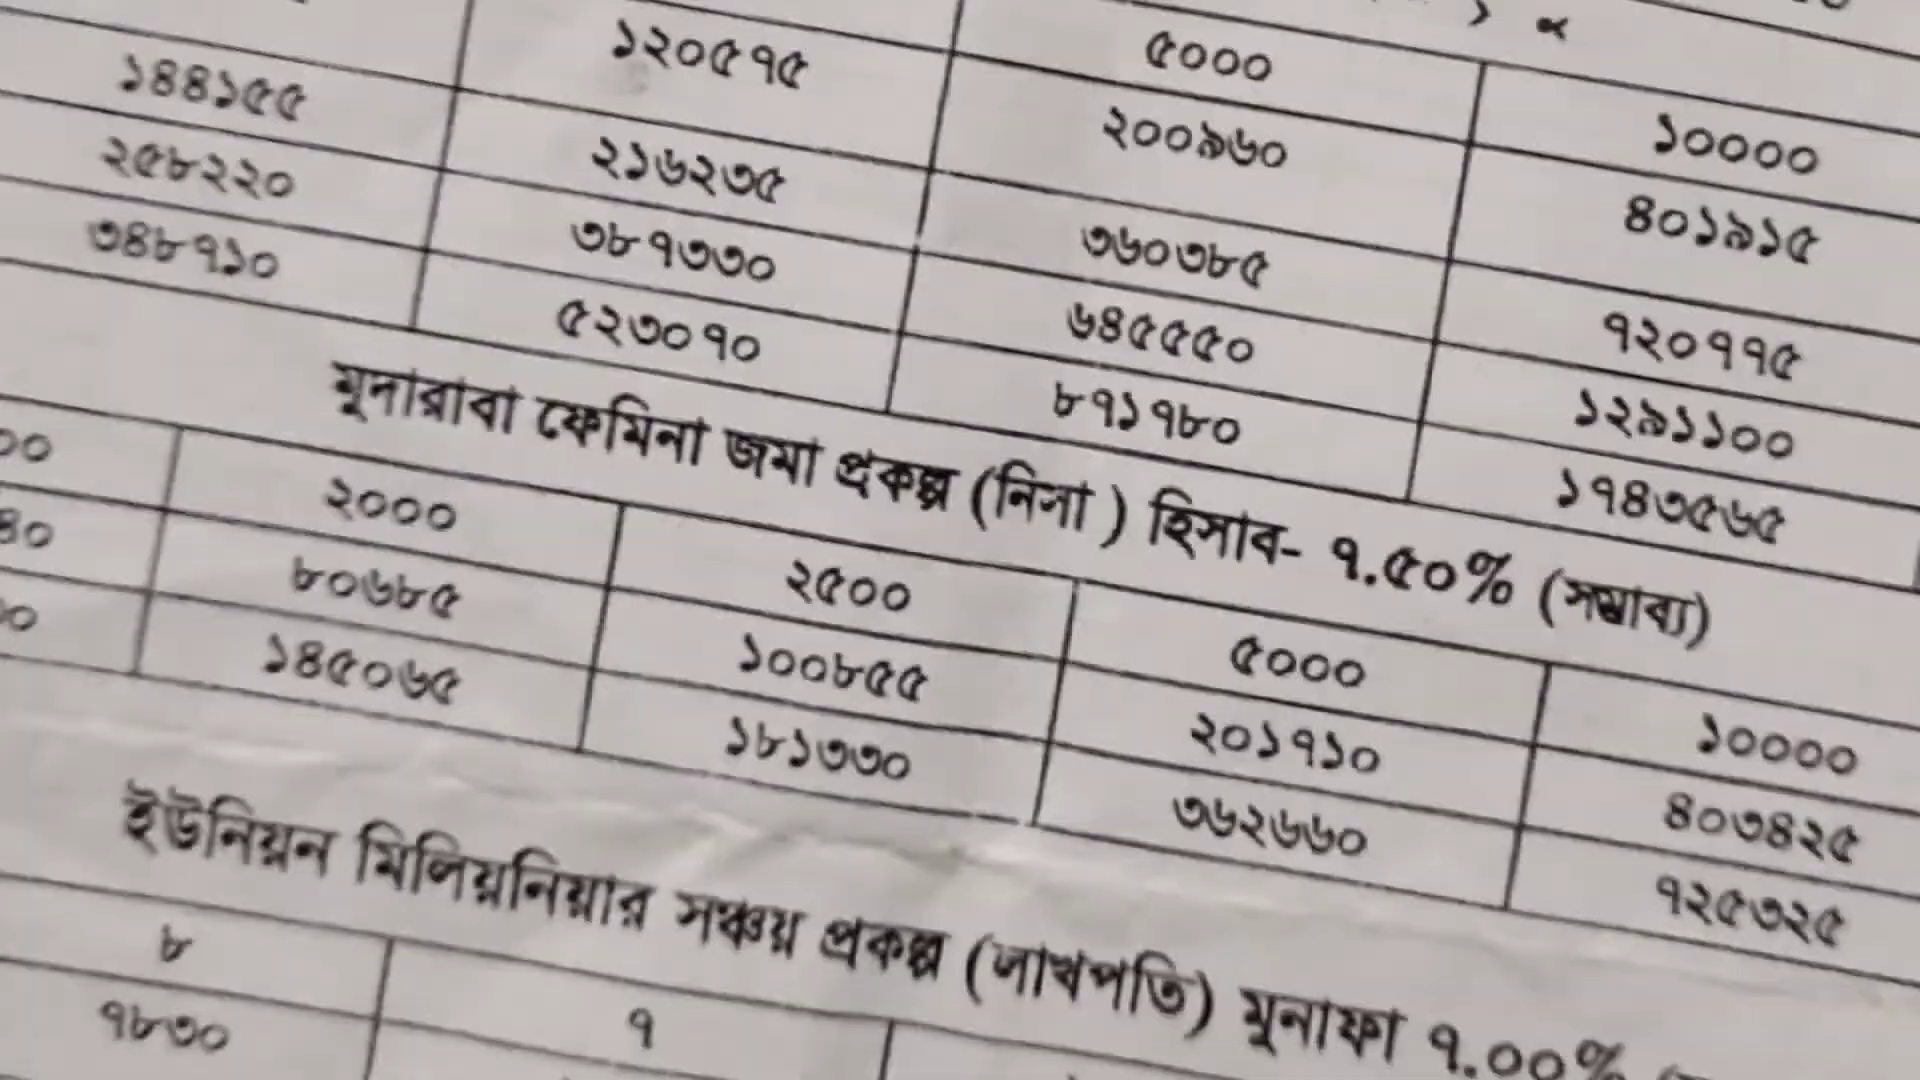 ৫০০০ ১০০০০
১২০৫৭৫ ২০০৯৬০ ৪০১৯১৫
১৪৪১৫৫ ২১৬২৩৫ ৩৬০৩৮৫ ৭২০৭৭৫
২৫৮২২০ ৩৮৭৩৩০ ৬৪৫৫৫০ ১২৯১১০০
৩৪৮৭১০ ৫২৩০৭০ ৮৭১৭৮০ ১৭৪৩৫৬৫
মূনারাবা ফেমিনা জমা প্রকল্প (নিনা ) হিসাব- ৭.৫০% (সম্ভাব্য)
২০০০ ২৫০০ ৫০০০ ১০০০০
৮০৬৮৫ ১০০৮৫৫ ২০১৭১০ ৪০৩৪২৫
১৪৫০৬৫ ১৮১৩৩০ ৩৬২৬৬০ ৭২৫৩২৫
ইউনিয়ন মিলিয়নিয়ার সঞ্চয় প্রকল্প (লাখপতি) মূনাফা ৭.০০%
৮ ৭
৭৮৩০